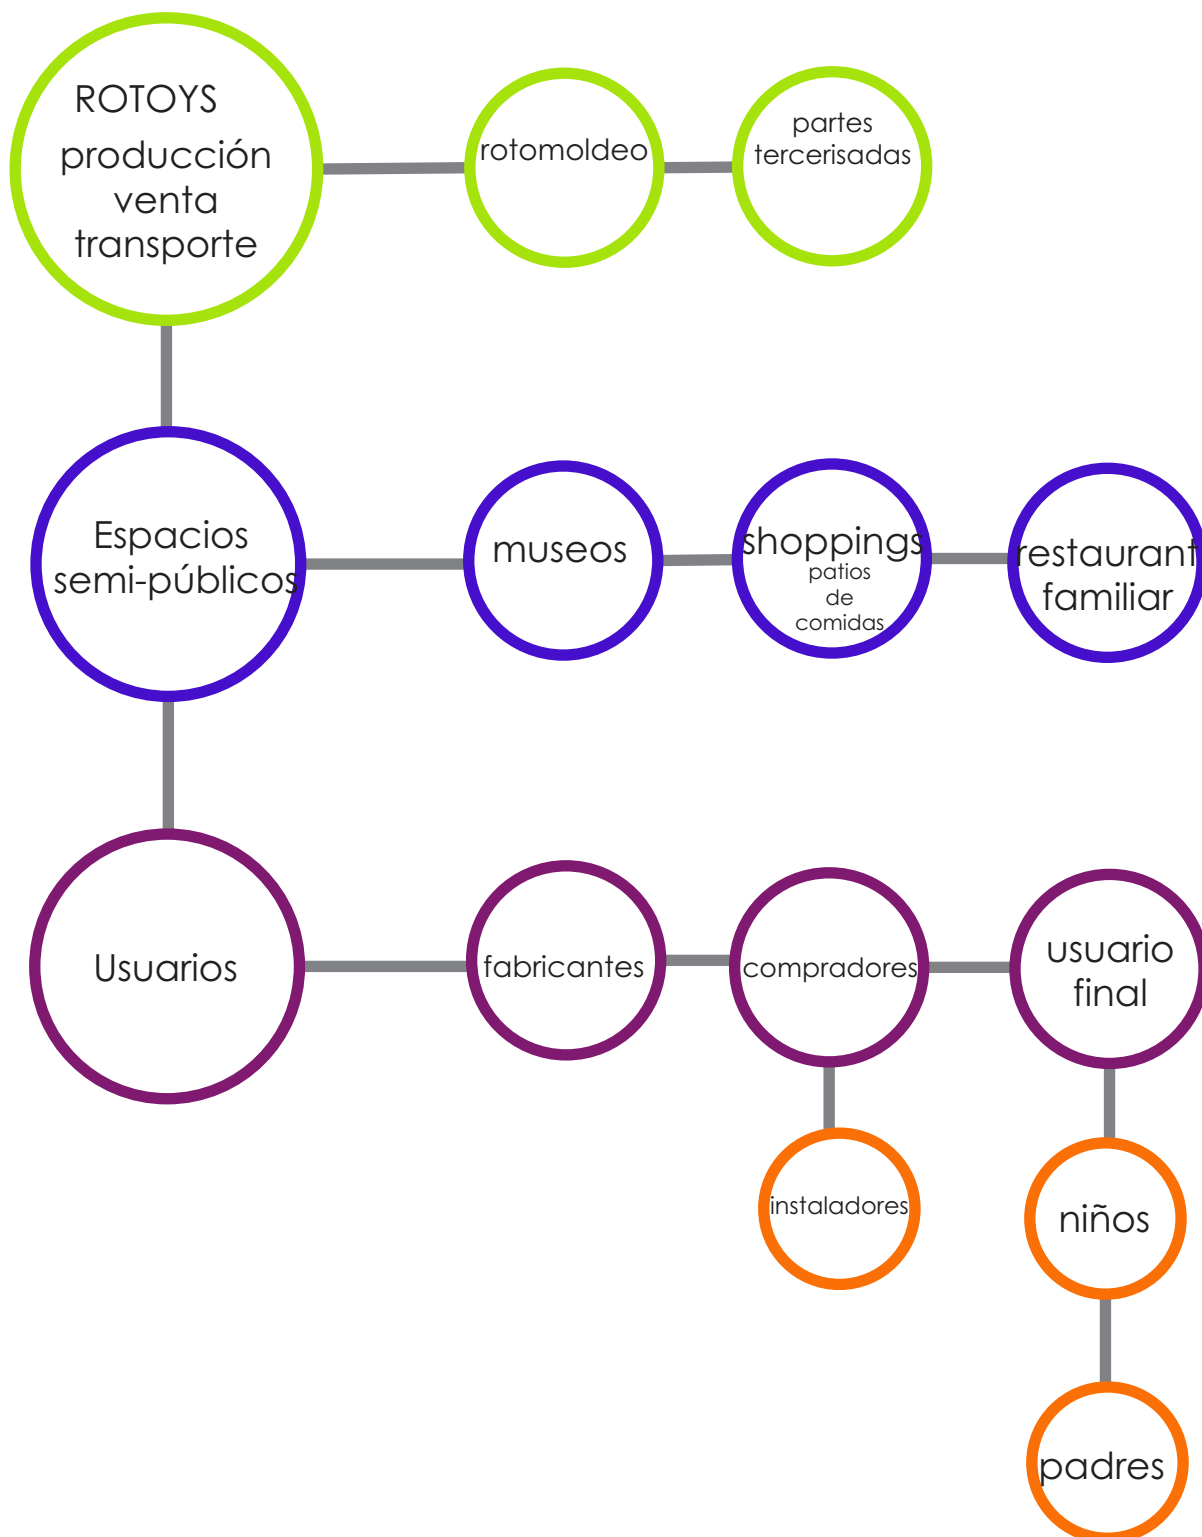 ROTOYS
producción
venta
transporte
rotomoldeo
partes
tercerisadas
Espacios
semi-públicos
museos
shoppings
patios
de
comidas
restaurant
familiar
Usuarios
fabricantes
compradores
usuario
final
instaladores
niños
padres